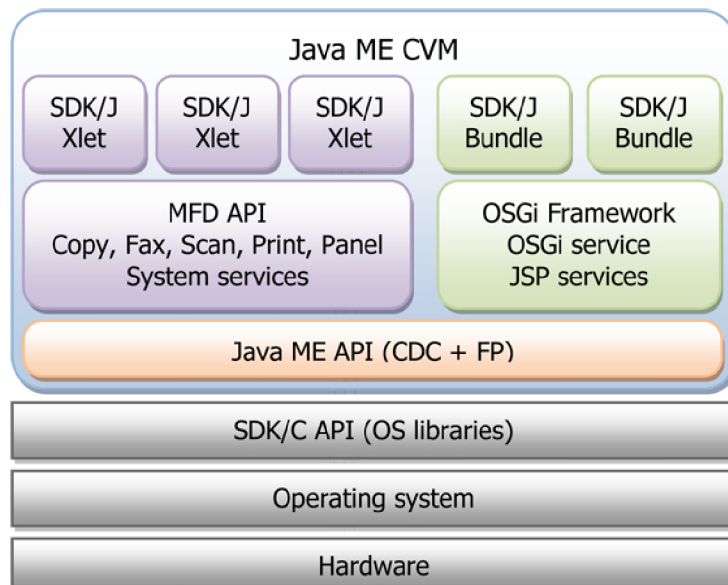 Java ME CVM
SDK/J
Xlet
SDK/J
Xlet
SDK/J
Xlet
SDK/J
Bundle
SDK/J
Bundle
MFD API
Copy, Fax, Scan, Print, Panel
System services
OSGi Framework
OSGi service
JSP services
Java ME API (CDC + FP)
SDK/C API (OS libraries)
Operating system
Hardware